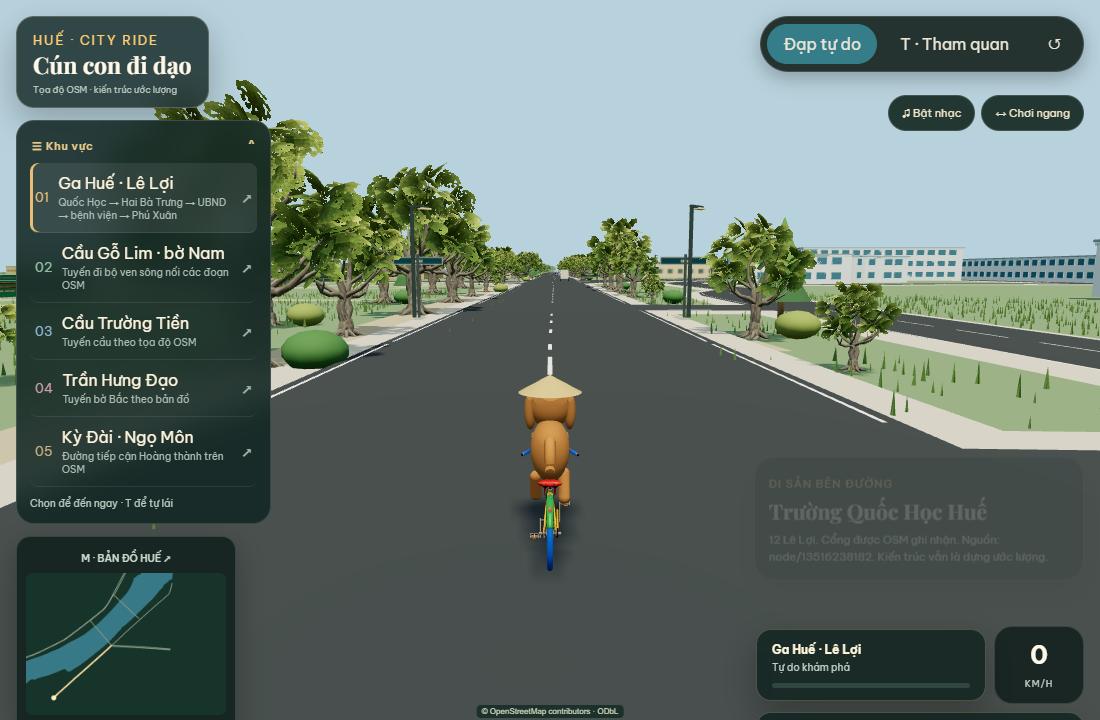 HUẾ · CITY RIDE
Cún con đi dạo
Tọa độ OSM · kiến trúc ước lượng
Đạp tự do
T · Tham quan
↺
♫ Bật nhạc
↔ Chơi ngang
☰ Khu vực
^
01
Ga Huế · Lê Lợi
Quốc Học → Hai Bà Trưng → UBND
→ bệnh viện → Phú Xuân
↗
02
Cầu Gỗ Lim · bờ Nam
Tuyến đi bộ ven sông nối các đoạn
OSM
↗
03
Cầu Trường Tiền
Tuyến cầu theo tọa độ OSM
↗
04
Trần Hưng Đạo
Tuyến bờ Bắc theo bản đồ
↗
05
Kỳ Đài · Ngọ Môn
Đường tiếp cận Hoàng thành trên
OSM
↗
Chọn để đến ngay · T để tự lái
M · BẢN ĐỒ HUẾ ↗
DI SẢN BÊN ĐƯỜNG
Trường Quốc Học Huế
12 Lê Lợi. Cổng được OSM ghi nhận. Nguồn:
node/13516238182. Kiến trúc vẫn là dựng ước lượng.
Ga Huế · Lê Lợi
Tự do khám phá
0
KM/H
© OpenStreetMap contributors · ODbL